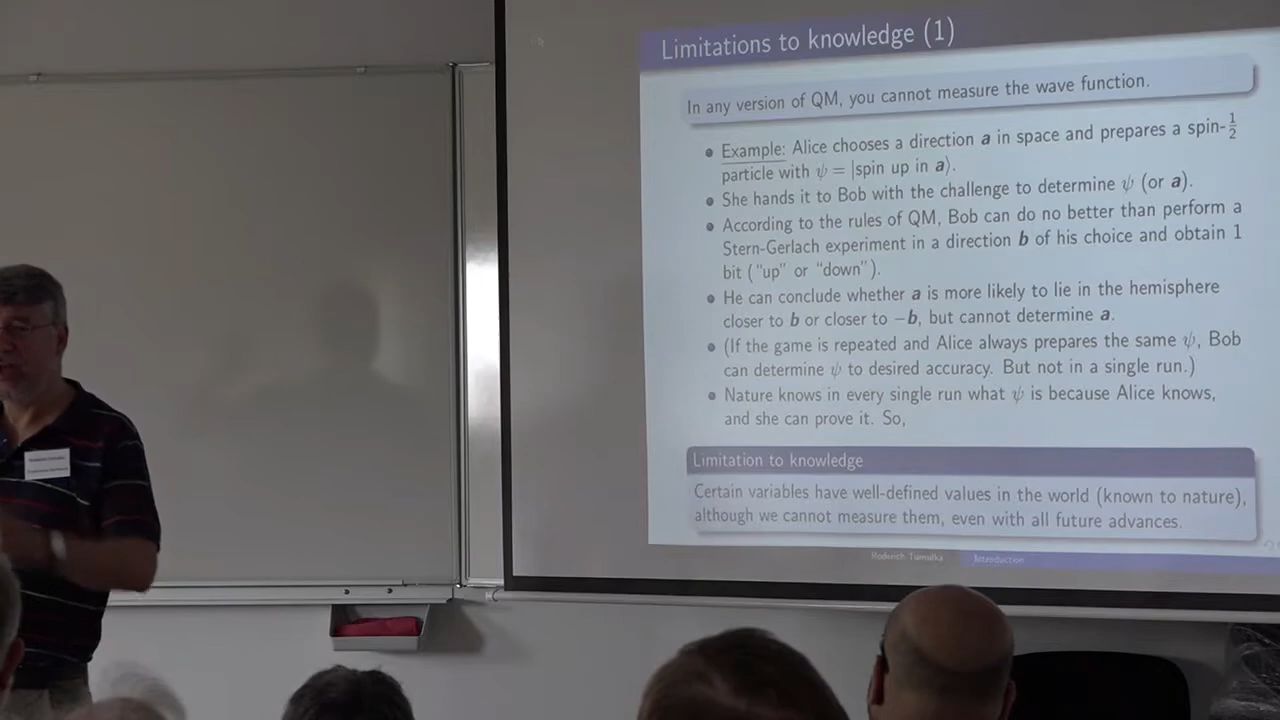 Limitations to knowledge (1)
In any version of QM, you cannot measure the wave function.
• Example: Alice chooses a direction a in space and prepares a spin-½
particle with ψ = |spin up in a⟩.
• She hands it to Bob with the challenge to determine ψ (or a).
• According to the rules of QM, Bob can do no better than perform a
Stern-Gerlach experiment in a direction b of his choice and obtain 1
bit ("up" or "down").
• He can conclude whether a is more likely to lie in the hemisphere
closer to b or closer to −b, but cannot determine a.
• (If the game is repeated and Alice always prepares the same ψ, Bob
can determine ψ to desired accuracy. But not in a single run.)
• Nature knows in every single run what ψ is because Alice knows,
and she can prove it. So,
Limitation to knowledge
Certain variables have well-defined values in the world (known to nature),
although we cannot measure them, even with all future advances.
Roderich Tumulka
Introduction